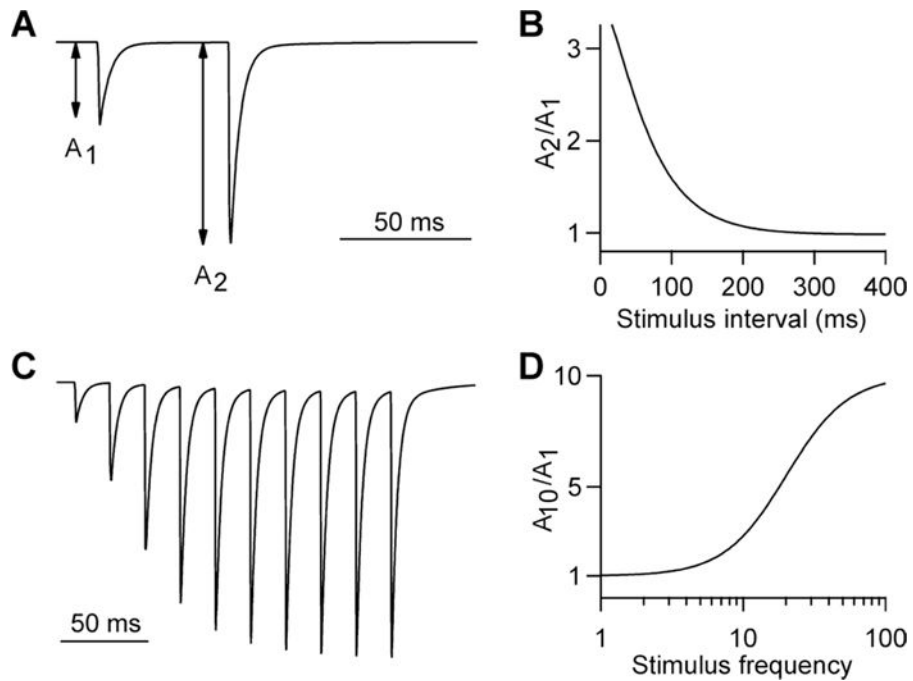 A
A1
A2
50 ms
B
A2/A1
3
2
1
0 100 200 300 400
Stimulus interval (ms)
C
50 ms
D
A10/A1
10
5
1
1 10 100
Stimulus frequency